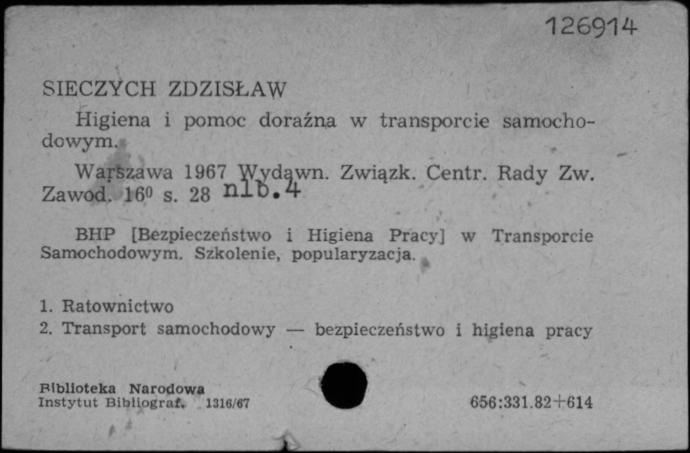 126914
SIECZYCH ZDZISŁAW
Higiena i pomoc doraźna w transporcie samocho-
dowym.
Warszawa 1967 Wydawn. Związk. Centr. Rady Zw.
Zawod. 16⁰ s. 28 nlb.4
BHP [Bezpieczeństwo i Higiena Pracy] w Transporcie
Samochodowym. Szkolenie, popularyzacja.
1. Ratownictwo
2. Transport samochodowy — bezpieczeństwo i higiena pracy
Biblioteka Narodowa
Instytut Bibliograf. 1316/67
656:331.82+614